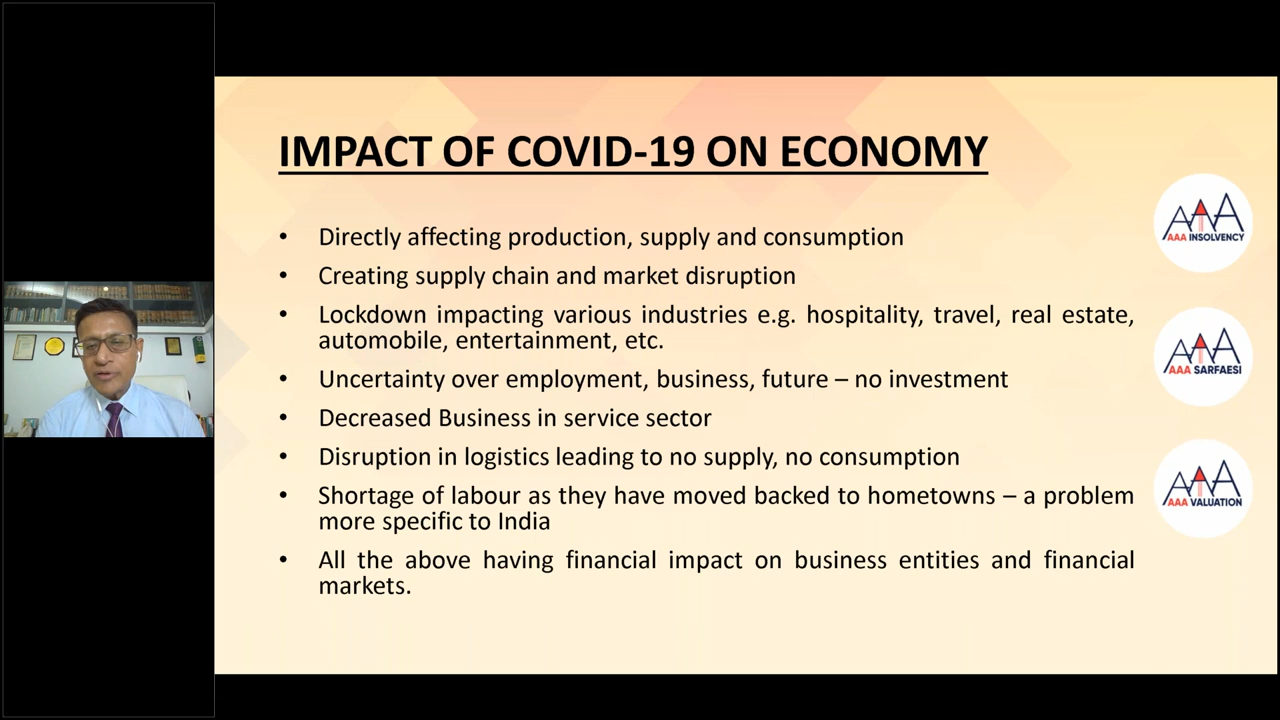 IMPACT OF COVID-19 ON ECONOMY
• Directly affecting production, supply and consumption
• Creating supply chain and market disruption
• Lockdown impacting various industries e.g. hospitality, travel, real estate,
automobile, entertainment, etc.
• Uncertainty over employment, business, future – no investment
• Decreased Business in service sector
• Disruption in logistics leading to no supply, no consumption
• Shortage of labour as they have moved backed to hometowns – a problem
more specific to India
• All the above having financial impact on business entities and financial
markets.
AAA
AAA INSOLVENCY
AAA
AAA SARFAESI
AAA
AAA VALUATION